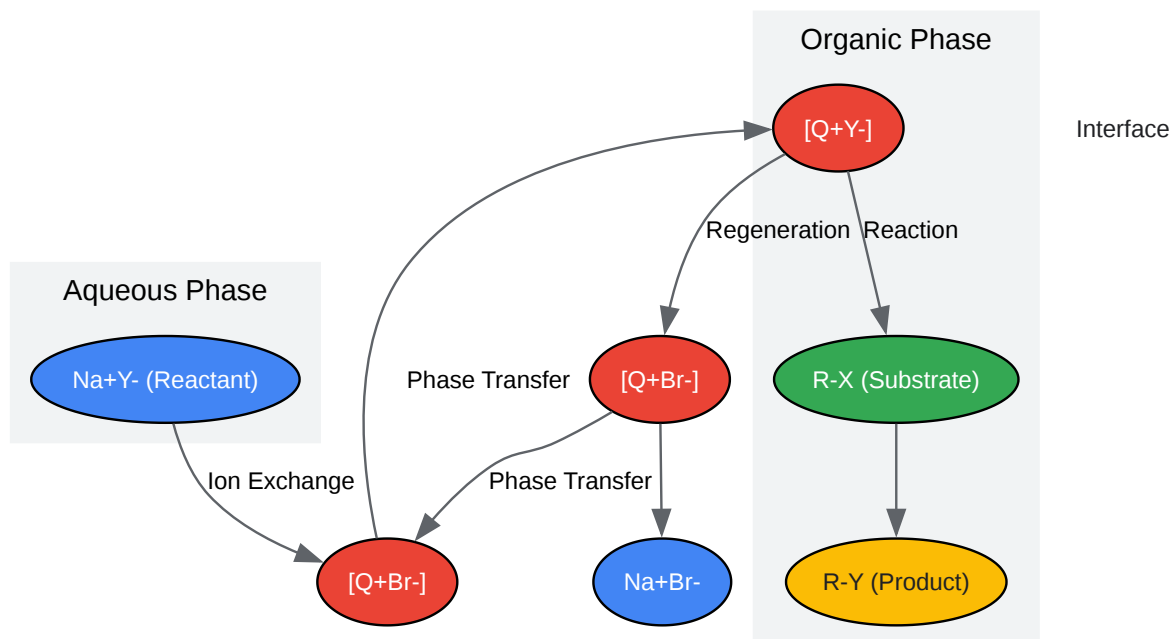 Organic Phase
[Q+Y-]
Interface
Regeneration
Reaction
Aqueous Phase
Na+Y- (Reactant)
Phase Transfer
[Q+Br-]
R-X (Substrate)
Ion Exchange
Phase Transfer
[Q+Br-]
Na+Br-
R-Y (Product)